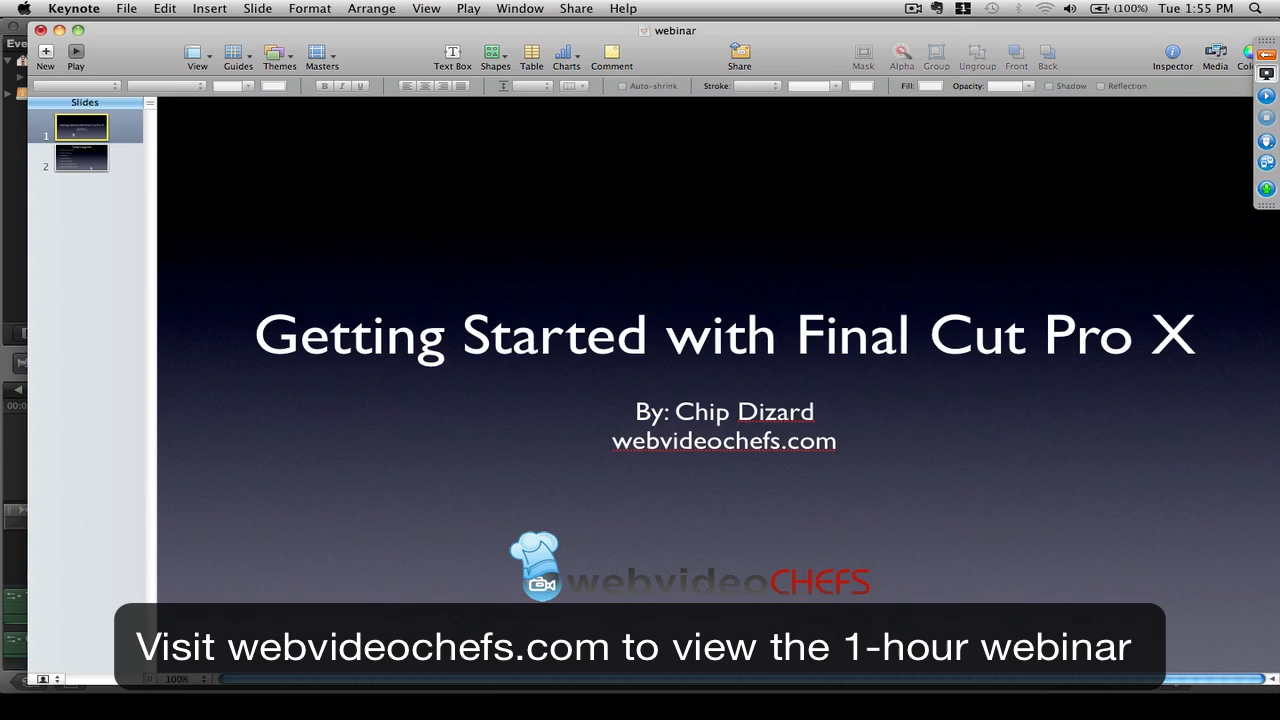 Keynote File Edit Insert Slide Format Arrange View Play Window Share Help (100%) Tue 1:55 PM
webinar
New Play View Guides Themes Masters Text Box Shapes Table Charts Comment Share Mask Alpha Group Ungroup Front Back Inspector Media
B I U Auto-shrink Stroke: Fill: Opacity: Shadow Reflection
Slides
1
2
Getting Started with Final Cut Pro X
By: Chip Dizard
webvideochefs.com
webvideoCHEFS
Visit webvideochefs.com to view the 1-hour webinar
100%